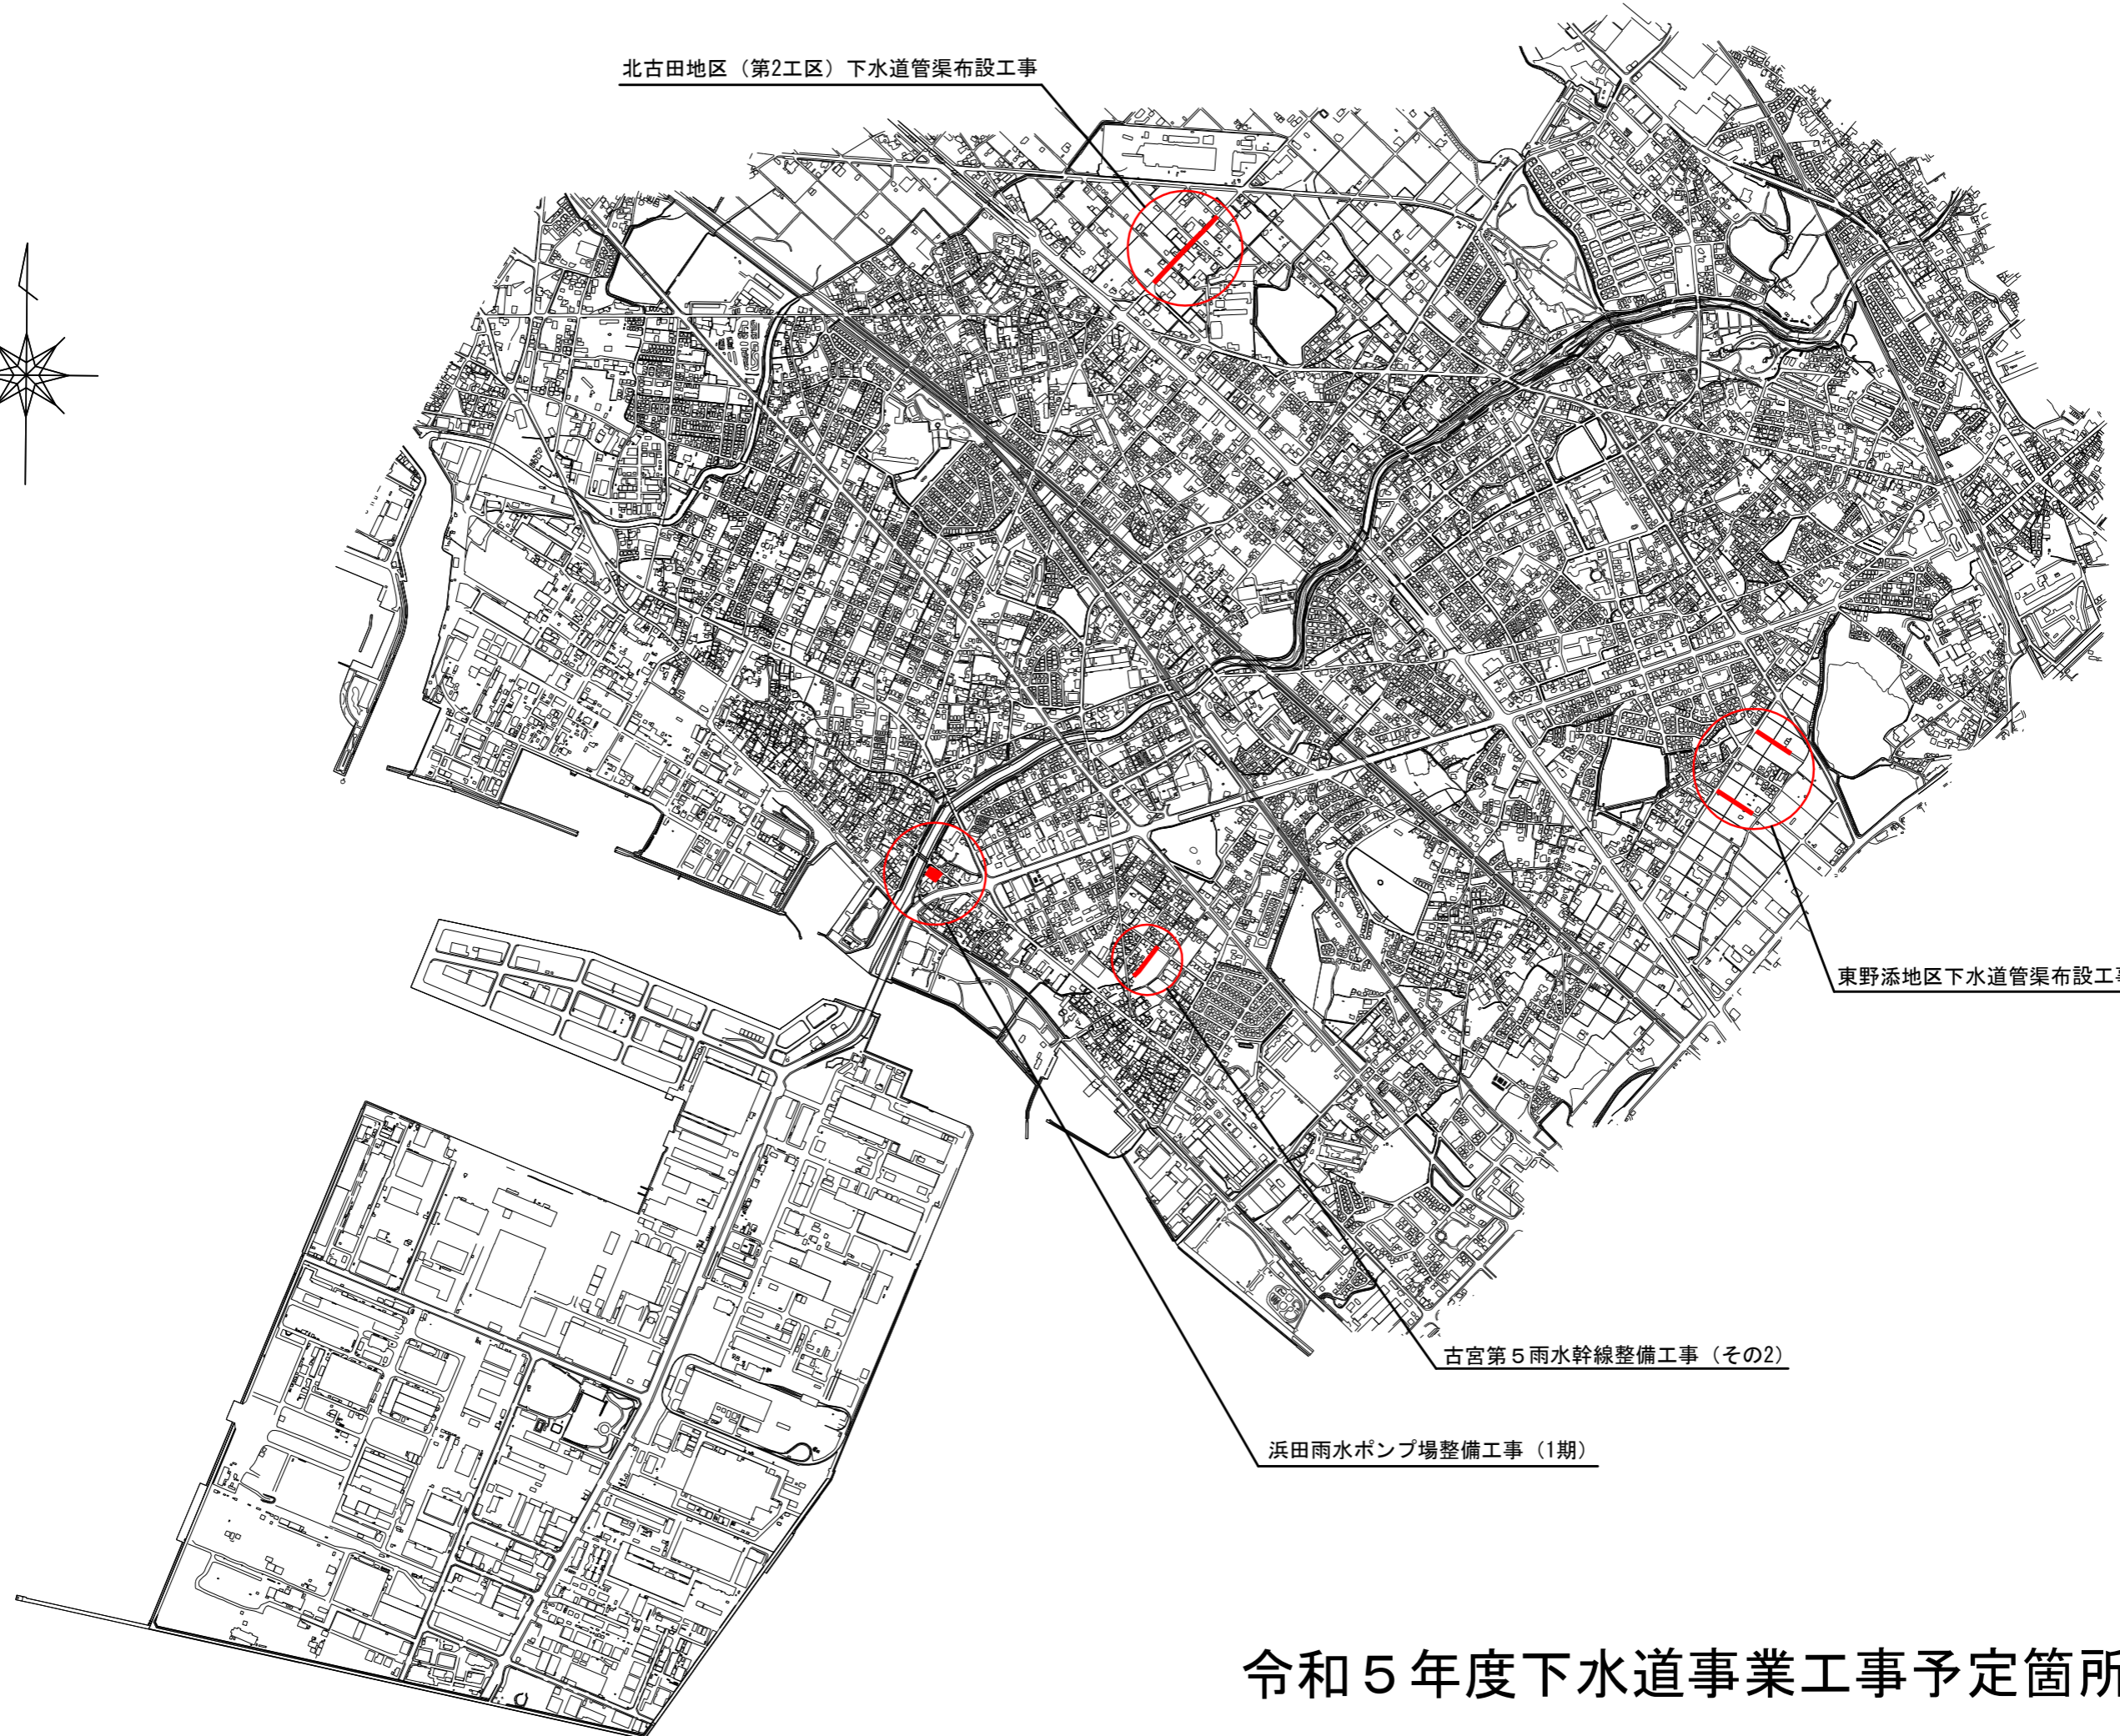 北古田地区（第2工区）下水道管渠布設工事
東野添地区下水道管渠布設工
古宮第５雨水幹線整備工事（その2）
浜田雨水ポンプ場整備工事（1期）
令和５年度下水道事業工事予定箇所